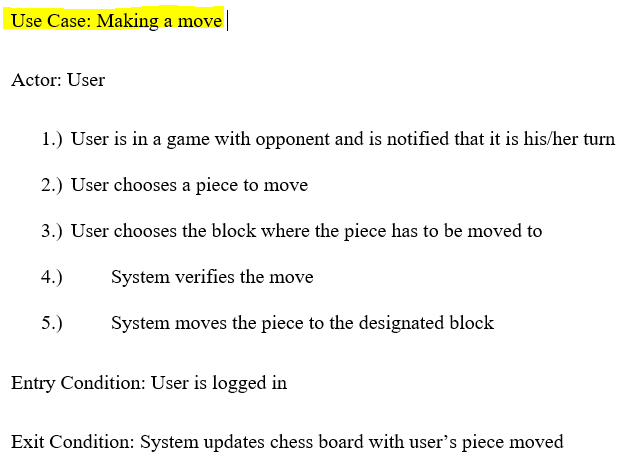 Use Case: Making a move
Actor: User
1.) User is in a game with opponent and is notified that it is his/her turn
2.) User chooses a piece to move
3.) User chooses the block where the piece has to be moved to
4.) System verifies the move
5.) System moves the piece to the designated block
Entry Condition: User is logged in
Exit Condition: System updates chess board with user’s piece moved